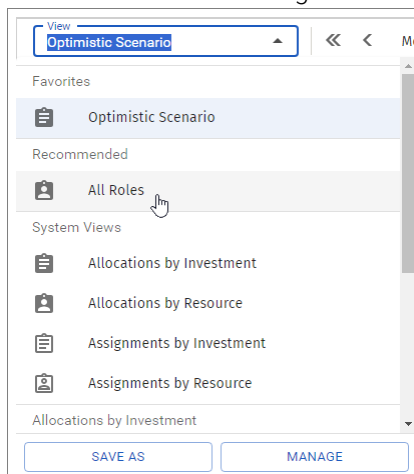 View
Optimistic Scenario
Favorites
Optimistic Scenario
Recommended
All Roles
System Views
Allocations by Investment
Allocations by Resource
Assignments by Investment
Assignments by Resource
Allocations by Investment
SAVE AS
MANAGE